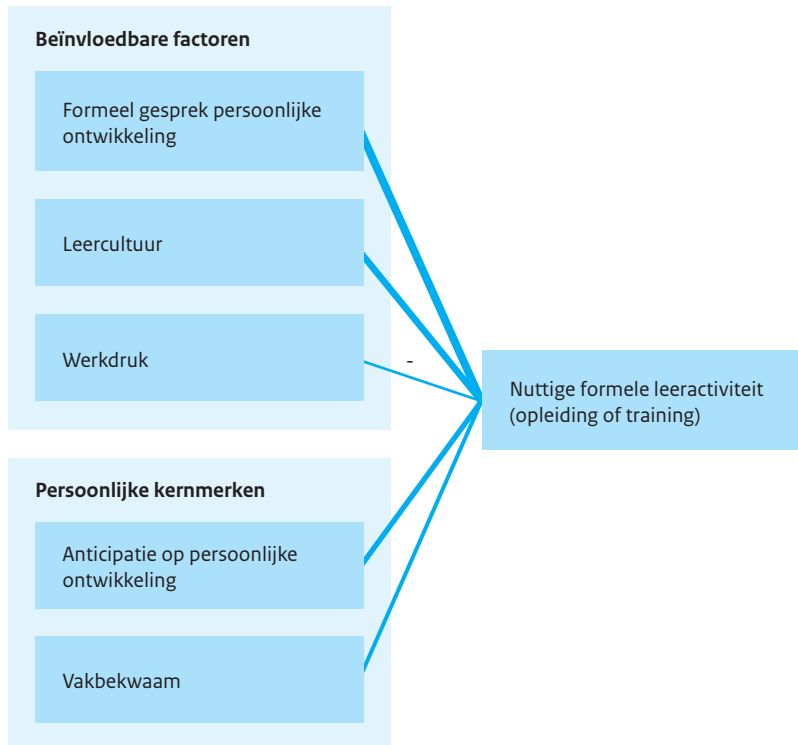 Beïnvloedbare factoren
Formeel gesprek persoonlijke
ontwikkeling
Leercultuur
Werkdruk
-
Nuttige formele leeractiviteit
(opleiding of training)
Persoonlijke kernmerken
Anticipatie op persoonlijke
ontwikkeling
Vakbekwaam